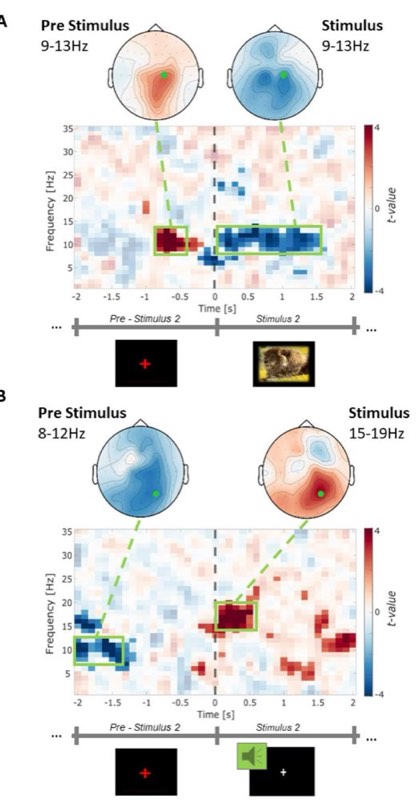 A
Pre Stimulus
9-13Hz
Stimulus
9-13Hz
35
30
25
20
15
10
5
Frequency [Hz]
-2 -1.5 -1 -0.5 0 0.5 1 1.5 2
Time [s]
4
0
-4
t-value
... Pre - Stimulus 2 Stimulus 2 ...
B
Pre Stimulus
8-12Hz
Stimulus
15-19Hz
35
30
25
20
15
10
5
Frequency [Hz]
-2 -1.5 -1 -0.5 0 0.5 1 1.5 2
Time [s]
4
0
-4
t-value
... Pre - Stimulus 2 Stimulus 2 ...